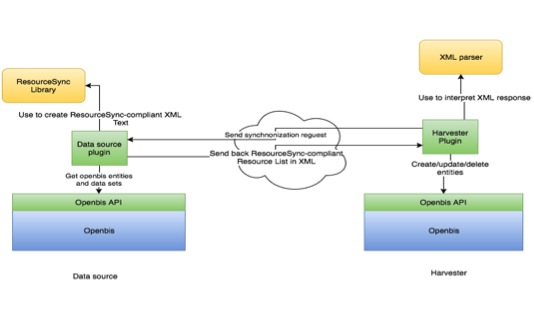 ResourceSync
Library
XML parser
Use to create ResourceSync-compliant XML
Text
Use to interpret XML response
Data source
plugin
Send synchnonization reguest
Harvester
Plugin
Send back ResourceSync-compliant
Resource List in XML
Get openbis entities
and data sets
Create/update/delete
entities
Openbis API
Openbis API
Openbis
Openbis
Data source
Harvester